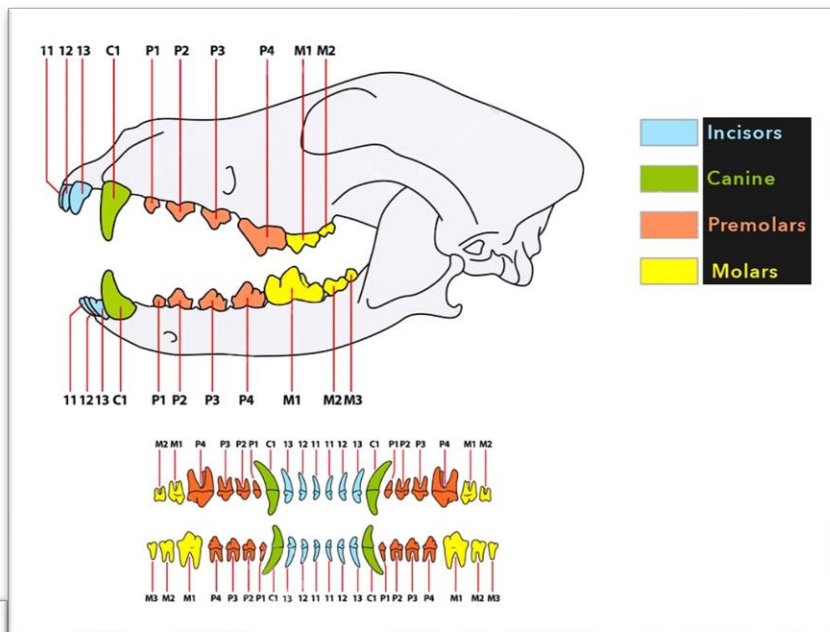 11 12 13 C1 P1 P2 P3 P4 M1 M2
Incisors
Canine
Premolars
Molars
11 12 13 C1 P1 P2 P3 P4 M1 M2 M3
M2 M1 P4 P3 P2 P1 C1 13 12 11 11 12 13 C1 P1 P2 P3 P4 M1 M2
M3 M2 M1 P4 P3 P2 P1 C1 13 12 11 11 12 13 C1 P1 P2 P3 P4 M1 M2 M3